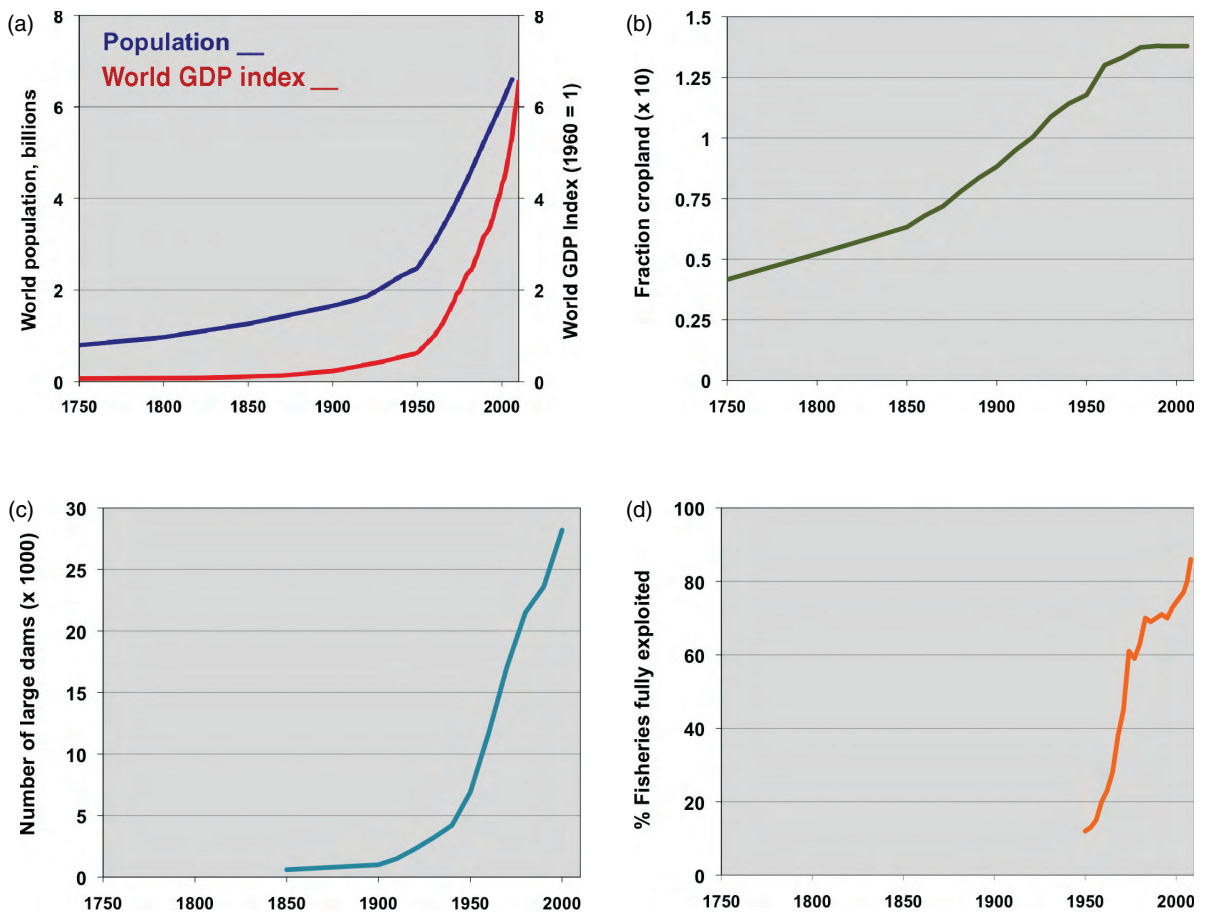 (a)
Population __
World GDP index __
World population, billions
8
6
4
2
0
World GDP Index (1960 = 1)
8
6
4
2
0
1750 1800 1850 1900 1950 2000
(b)
Fraction cropland (x 10)
1.5
1.25
1
0.75
0.5
0.25
0
1750 1800 1850 1900 1950 2000
(c)
Number of large dams (x 1000)
30
25
20
15
10
5
0
1750 1800 1850 1900 1950 2000
(d)
% Fisheries fully exploited
100
80
60
40
20
0
1750 1800 1850 1900 1950 2000